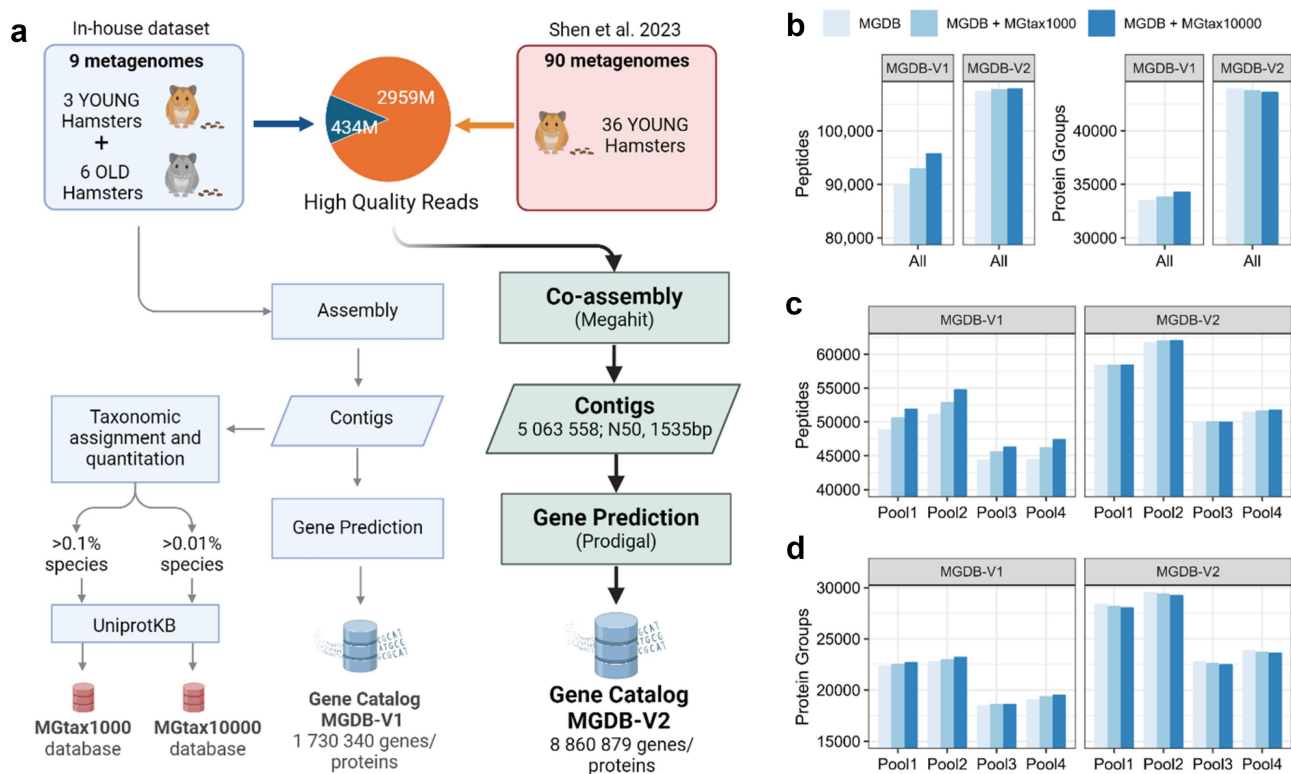 a
In-house dataset
9 metagenomes
3 YOUNG
Hamsters
+
6 OLD
Hamsters
2959M
434M
High Quality Reads
Shen et al. 2023
90 metagenomes
36 YOUNG
Hamsters
Assembly
Contigs
Taxonomic
assignment and
quantitation
>0.1%
species
>0.01%
species
UniprotKB
MGtax1000
database
MGtax10000
database
Gene Prediction
GCAT
ATGCG
GCGCAT
Gene Catalog
MGDB-V1
1 730 340 genes/
proteins
Co-assembly
(Megahit)
Contigs
5 063 558; N50, 1535bp
Gene Prediction
(Prodigal)
GCAT
ATGCG
GCGCAT
Gene Catalog
MGDB-V2
8 860 879 genes/
proteins
b
MGDB
MGDB + MGtax1000
MGDB + MGtax10000
MGDB-V1
MGDB-V2
Peptides
100,000
90,000
80,000
All
All
MGDB-V1
MGDB-V2
Protein Groups
40000
35000
30000
All
All
c
MGDB-V1
MGDB-V2
Peptides
60000
55000
50000
45000
40000
Pool1 Pool2 Pool3 Pool4
Pool1 Pool2 Pool3 Pool4
d
MGDB-V1
MGDB-V2
Protein Groups
30000
25000
20000
15000
Pool1 Pool2 Pool3 Pool4
Pool1 Pool2 Pool3 Pool4